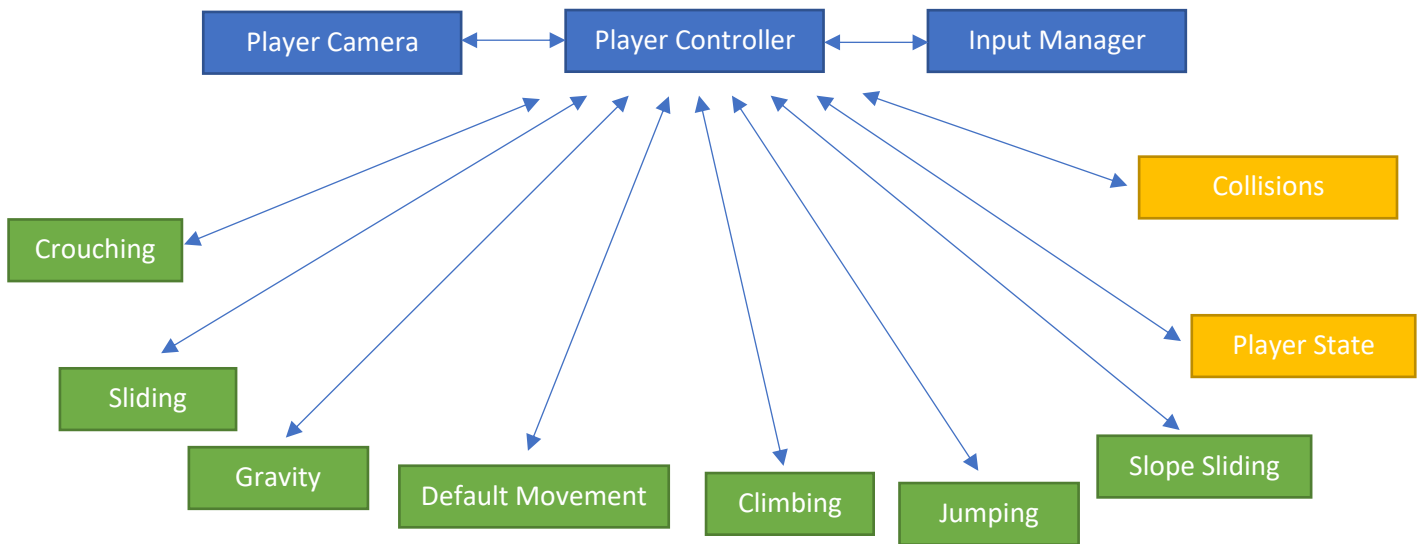 Player Camera
Player Controller
Input Manager
Collisions
Crouching
Player State
Sliding
Slope Sliding
Gravity
Default Movement
Climbing
Jumping